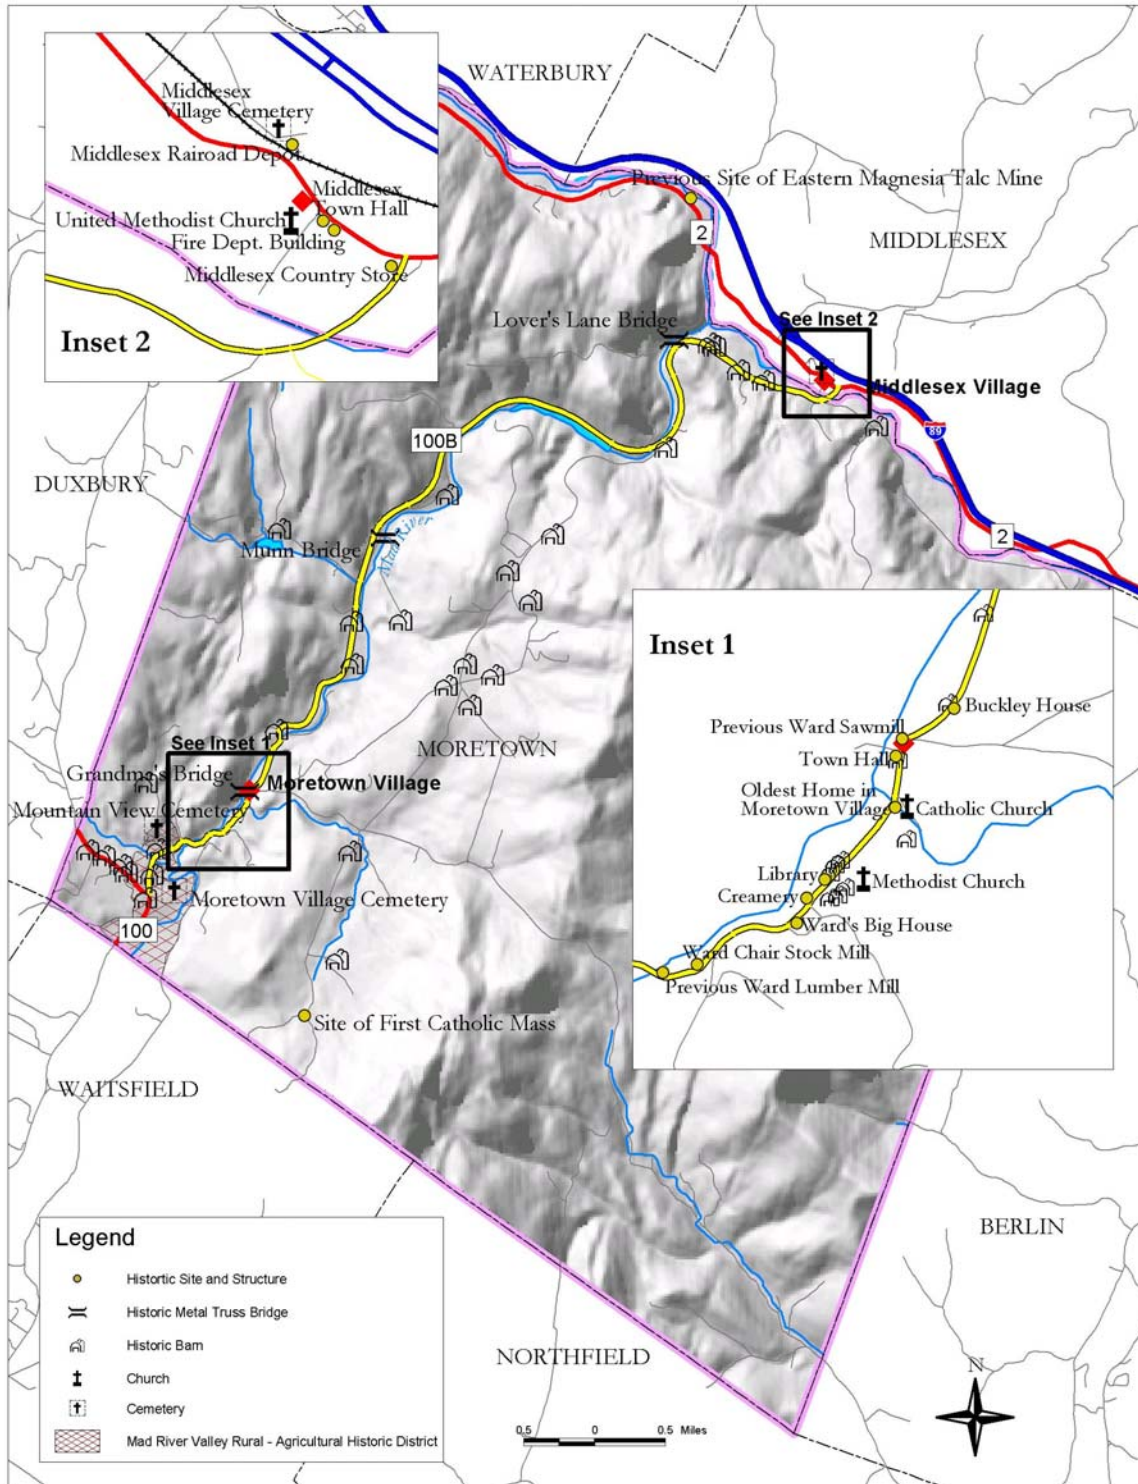 WATERBURY
Middlesex
Village Cemetery
Middlesex Rairoad Depot
Middlesex
Town Hall
United Methodist Church
Fire Dept. Building
Middlesex Country Store
Inset 2
Previous Site of Eastern Magnesia Talc Mine
2
MIDDLESEX
Lover's Lane Bridge
See Inset 2
Middlesex Village
89
100B
DUXBURY
2
Munn Bridge
Mad River
Inset 1
Buckley House
Previous Ward Sawmill
Town Hall
Oldest Home in
Moretown Village
Catholic Church
Library
Methodist Church
Creamery
Ward's Big House
Ward Chair Stock Mill
Previous Ward Lumber Mill
See Inset 1
MORETOWN
Grandma's Bridge
Moretown Village
Mountain View Cemetery
Moretown Village Cemetery
100
Site of First Catholic Mass
WAITSFIELD
BERLIN
NORTHFIELD
Legend
Histortic Site and Structure
Historic Metal Truss Bridge
Historic Barn
Church
Cemetery
Mad River Valley Rural - Agricultural Historic District
0.5 0 0.5 Miles
N